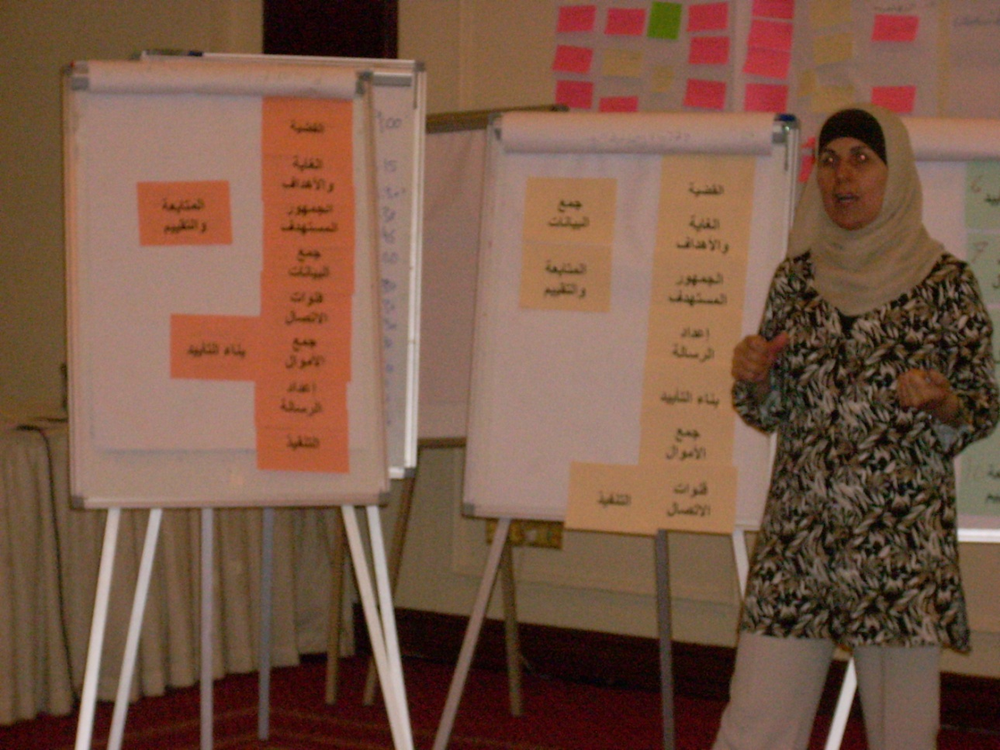 القضية
الغاية
والأهداف
الجمهور
المستهدف
جمع
البيانات
قنوات
الاتصال
جمع
الأموال
إعداد
الرسالة
التنفيذ
المتابعة
والتقييم
بناء التأييد
القضية
الغاية
والأهداف
الجمهور
المستهدف
إعداد
الرسالة
بناء التأييد
جمع
الأموال
قنوات
الاتصال
التنفيذ
جمع
البيانات
المتابعة
والتقييم